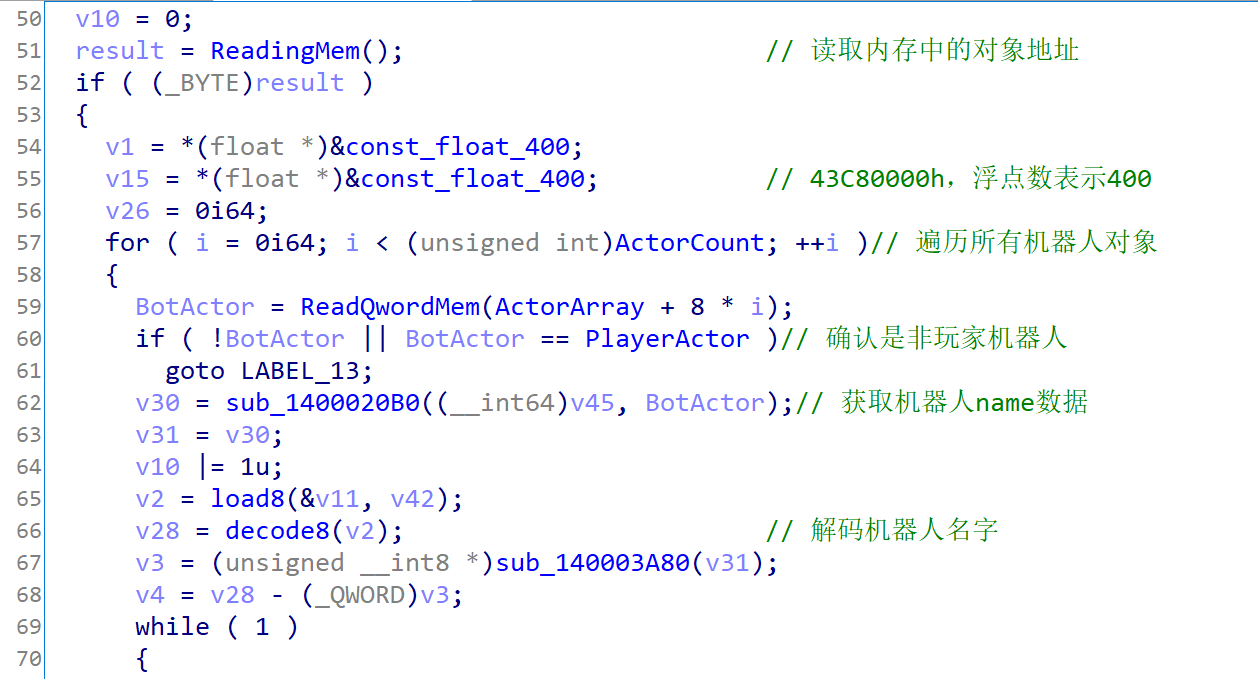 50 v10 = 0;
51 result = ReadingMem(); // 读取内存中的对象地址
52 if ( (_BYTE)result )
53 {
54 v1 = *(float *)&const_float_400;
55 v15 = *(float *)&const_float_400; // 43C80000h，浮点数表示400
56 v26 = 0i64;
57 for ( i = 0i64; i < (unsigned int)ActorCount; ++i )// 遍历所有机器人对象
58 {
59 BotActor = ReadQwordMem(ActorArray + 8 * i);
60 if ( !BotActor || BotActor == PlayerActor )// 确认是非玩家机器人
61 goto LABEL_13;
62 v30 = sub_1400020B0((__int64)v45, BotActor);// 获取机器人name数据
63 v31 = v30;
64 v10 |= 1u;
65 v2 = load8(&v11, v42);
66 v28 = decode8(v2); // 解码机器人名字
67 v3 = (unsigned __int8 *)sub_140003A80(v31);
68 v4 = v28 - (_QWORD)v3;
69 while ( 1 )
70 {